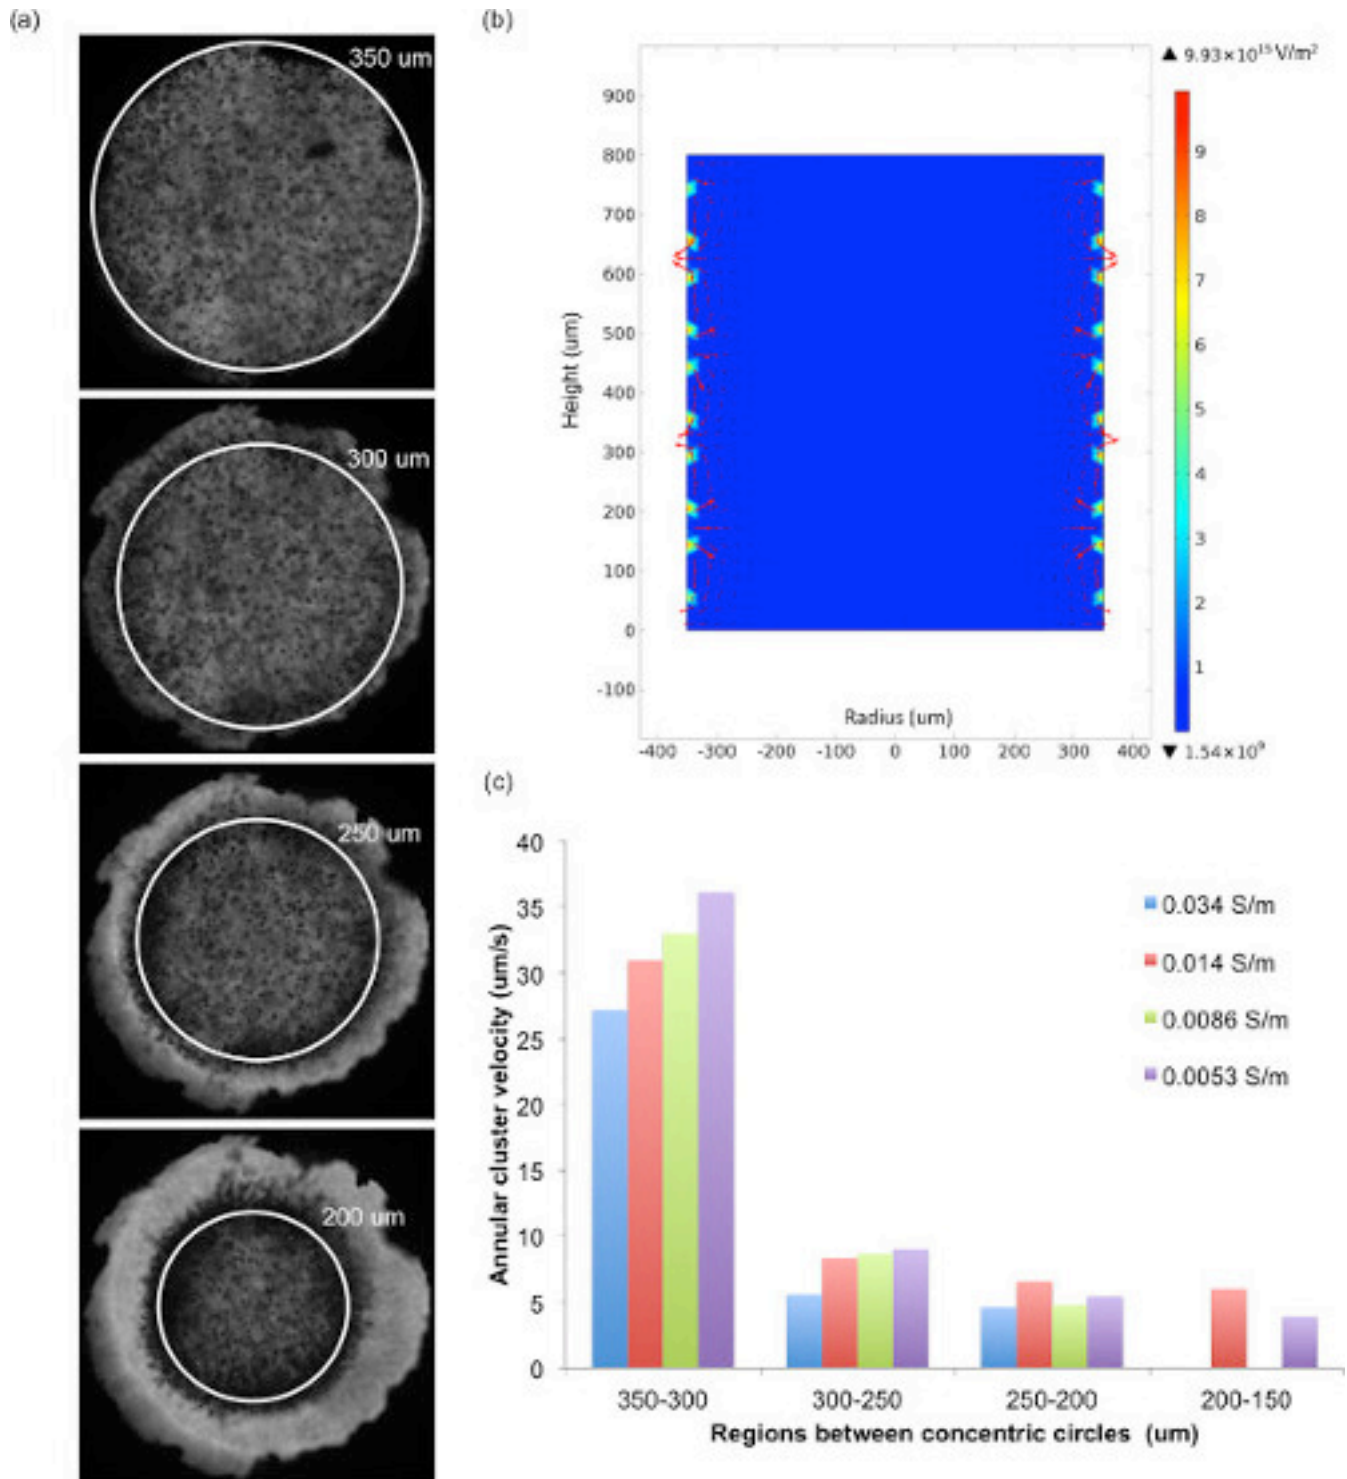 (a)
350 um
300 um
250 um
200 um
(b)
▲ 9.93×10¹⁵ V/m²
900
800
700
600
500
400
300
200
100
0
-100
Height (um)
Radius (um)
-400 -300 -200 -100 0 100 200 300 400
9
8
7
6
5
4
3
2
1
▼ 1.54×10⁹
(c)
40
35
30
25
20
15
10
5
0
Annular cluster velocity (um/s)
0.034 S/m
0.014 S/m
0.0086 S/m
0.0053 S/m
350-300 300-250 250-200 200-150
Regions between concentric circles (um)